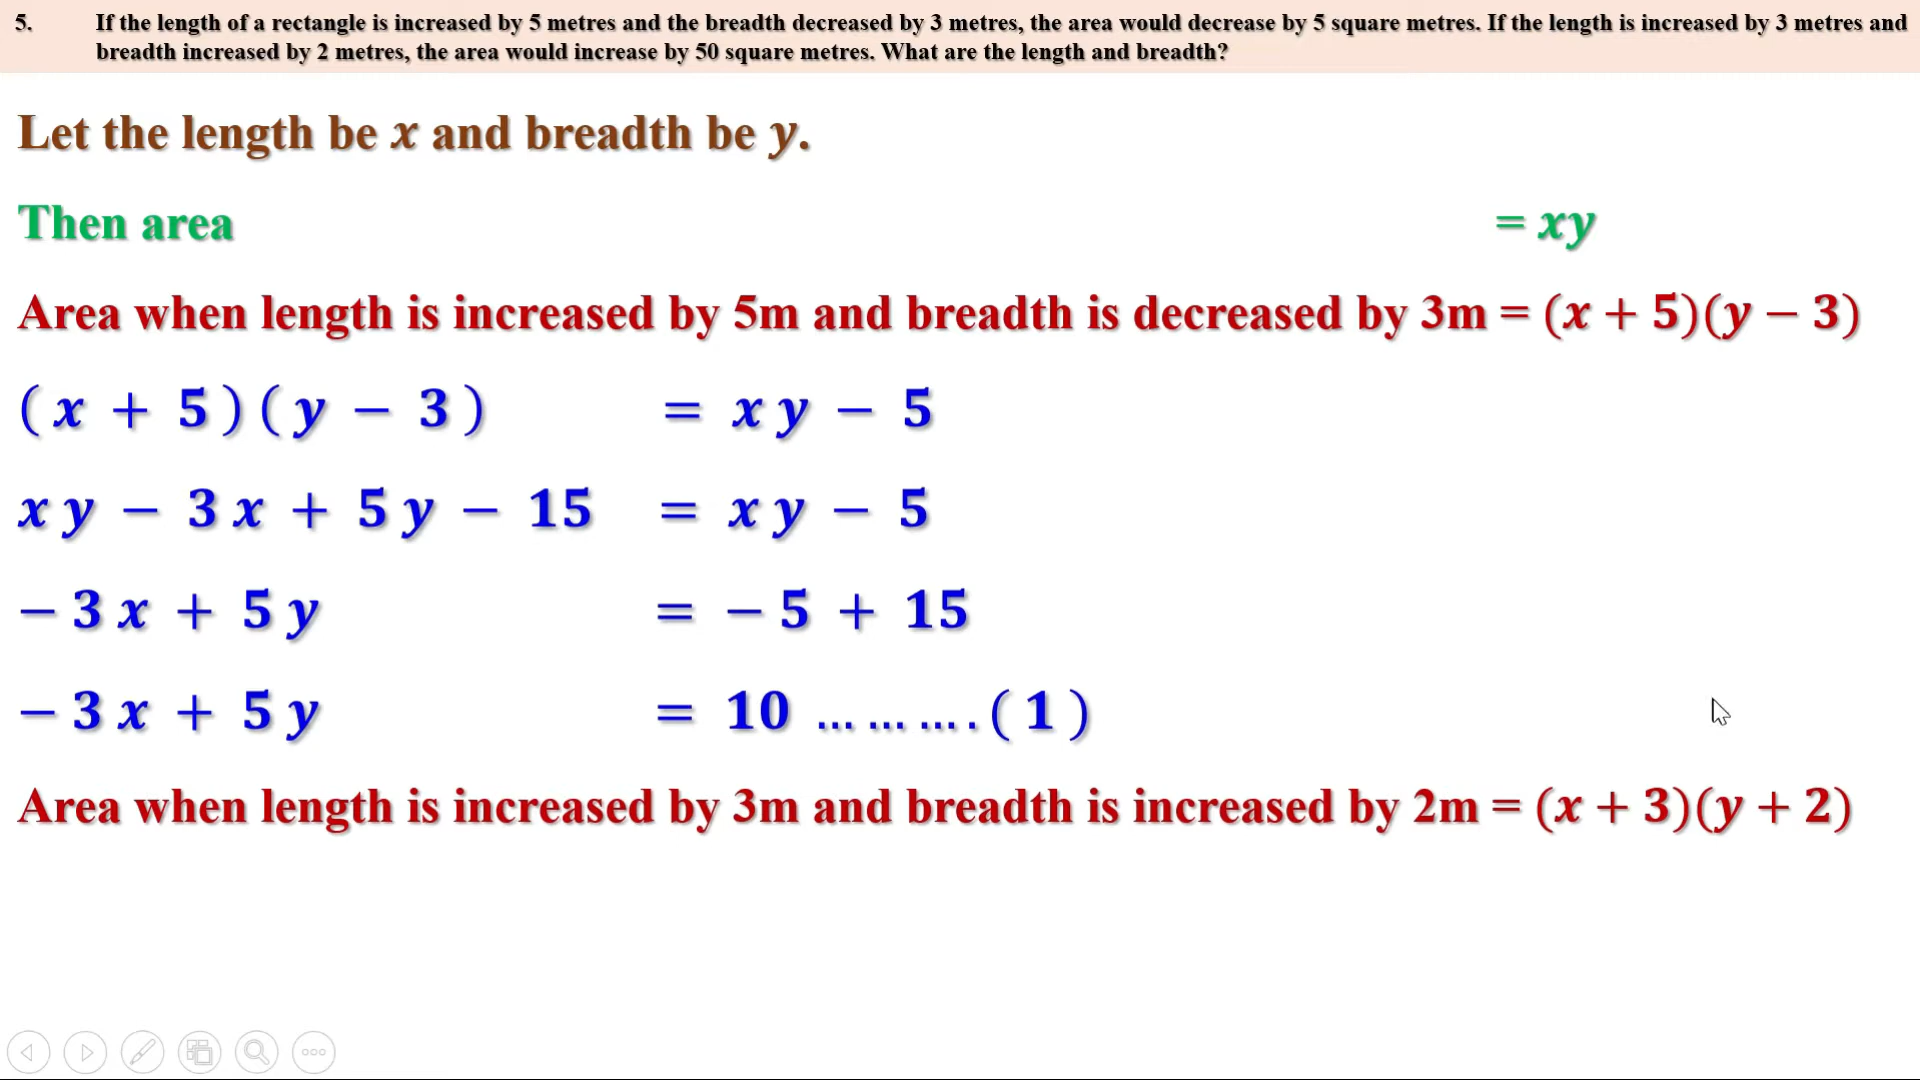 5. If the length of a rectangle is increased by 5 metres and the breadth decreased by 3 metres, the area would decrease by 5 square metres. If the length is increased by 3 metres and
breadth increased by 2 metres, the area would increase by 50 square metres. What are the length and breadth?
Let the length be x and breadth be y.
Then area = xy
Area when length is increased by 5m and breadth is decreased by 3m = (x + 5)(y − 3)
(x + 5)(y − 3) = xy − 5
xy − 3x + 5y − 15 = xy − 5
−3x + 5y = −5 + 15
−3x + 5y = 10 … … … . (1)
Area when length is increased by 3m and breadth is increased by 2m = (x + 3)(y + 2)